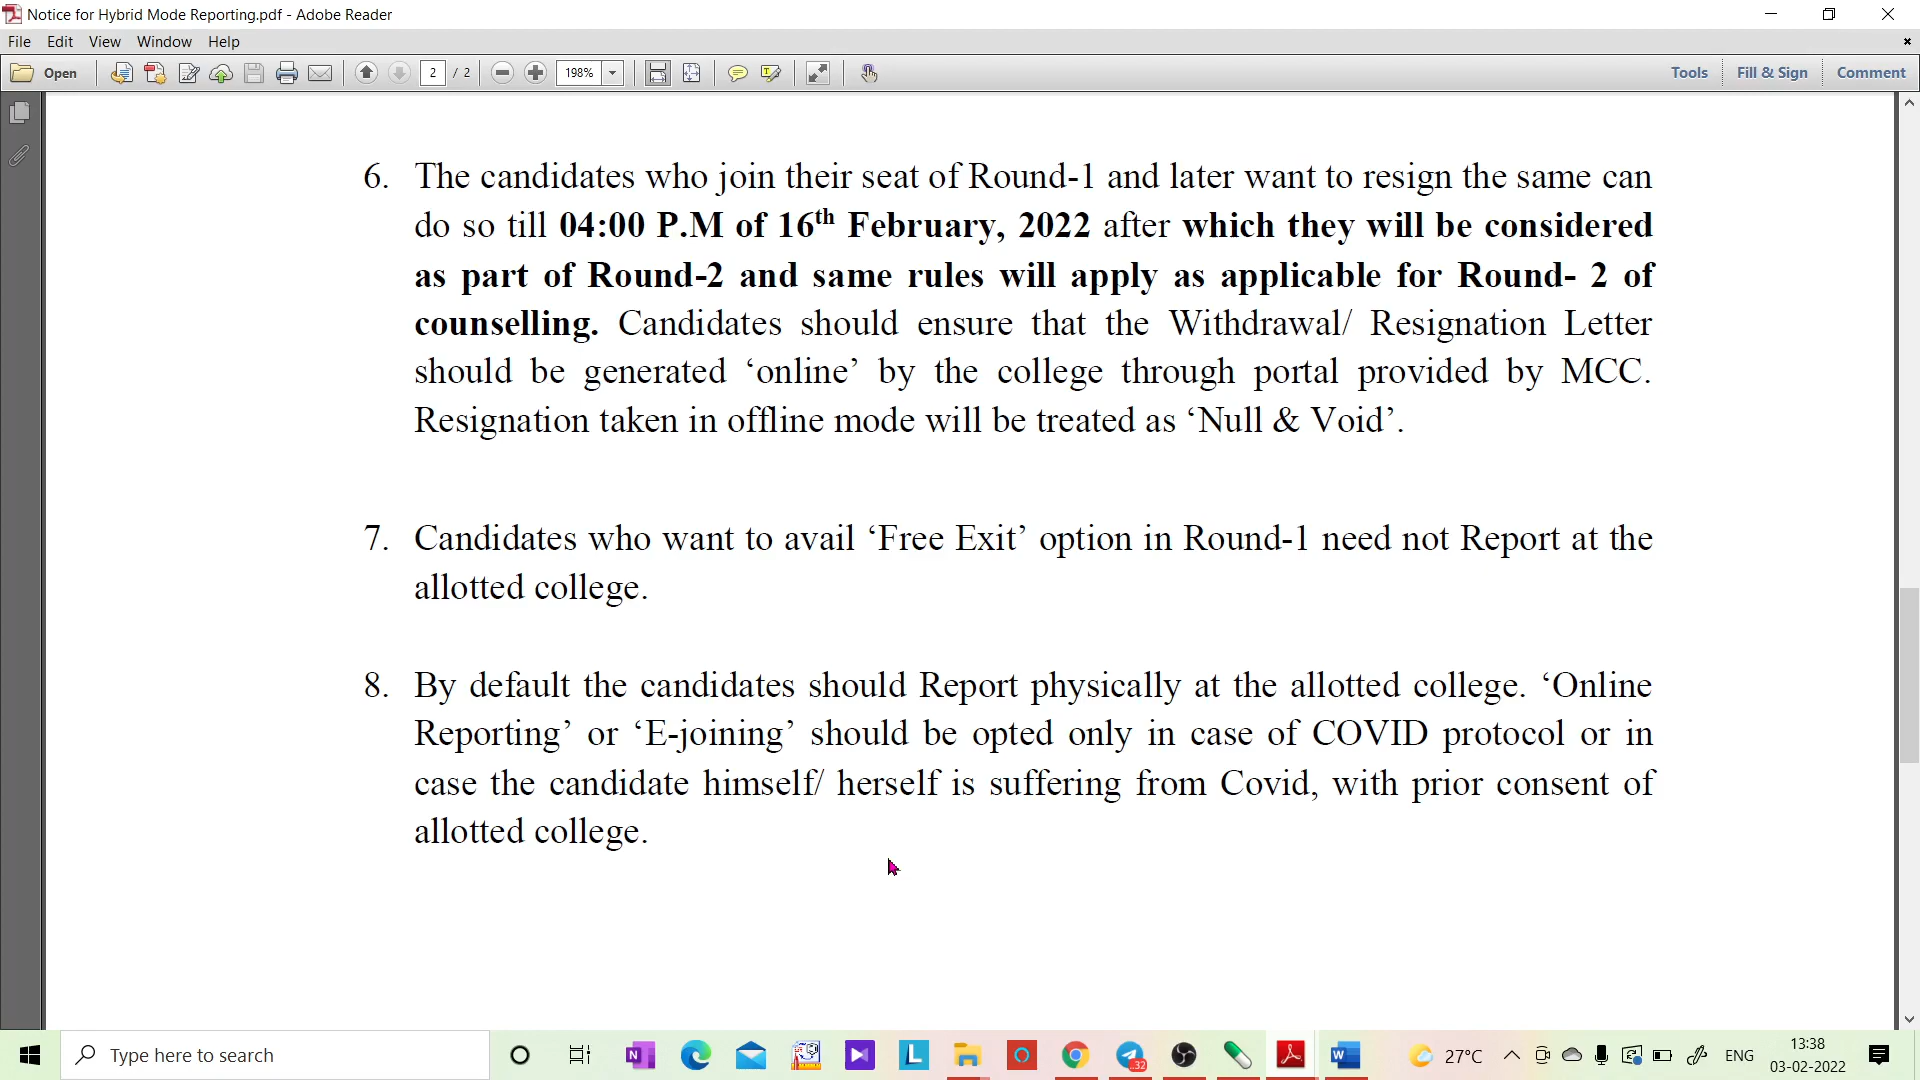 Notice for Hybrid Mode Reporting.pdf - Adobe Reader
File Edit View Window Help
Open 2 / 2 198% Tools Fill & Sign Comment
6. The candidates who join their seat of Round-1 and later want to resign the same can
do so till 04:00 P.M of 16th February, 2022 after which they will be considered
as part of Round-2 and same rules will apply as applicable for Round- 2 of
counselling. Candidates should ensure that the Withdrawal/ Resignation Letter
should be generated ‘online’ by the college through portal provided by MCC.
Resignation taken in offline mode will be treated as ‘Null & Void’.
7. Candidates who want to avail ‘Free Exit’ option in Round-1 need not Report at the
allotted college.
8. By default the candidates should Report physically at the allotted college. ‘Online
Reporting’ or ‘E-joining’ should be opted only in case of COVID protocol or in
case the candidate himself/ herself is suffering from Covid, with prior consent of
allotted college.
Type here to search
27°C
ENG
13:38
03-02-2022